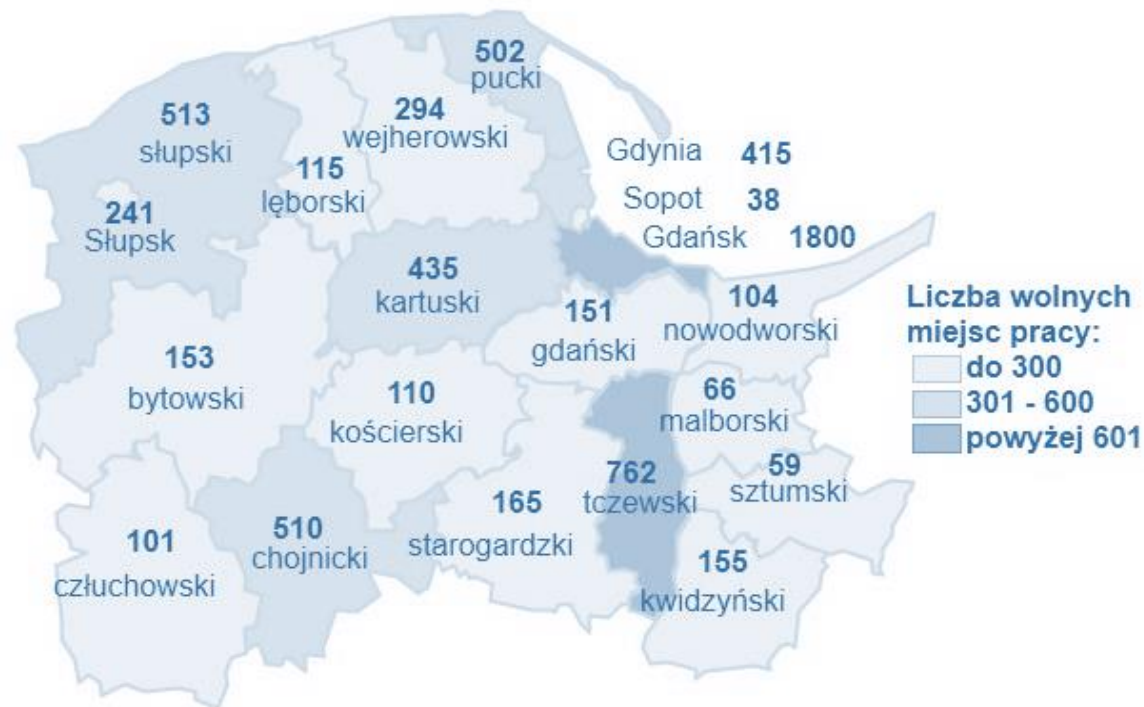 502
pucki
513
słupski
294
wejherowski
115
lęborski
Gdynia 415
Sopot 38
Gdańsk 1800
241
Słupsk
435
kartuski
151
gdański
104
nowodworski
Liczba wolnych
miejsc pracy:
do 300
301 - 600
powyżej 601
153
bytowski
110
kościerski
66
malborski
762
tczewski
59
sztumski
165
starogardzki
510
chojnicki
101
człuchowski
155
kwidzyński